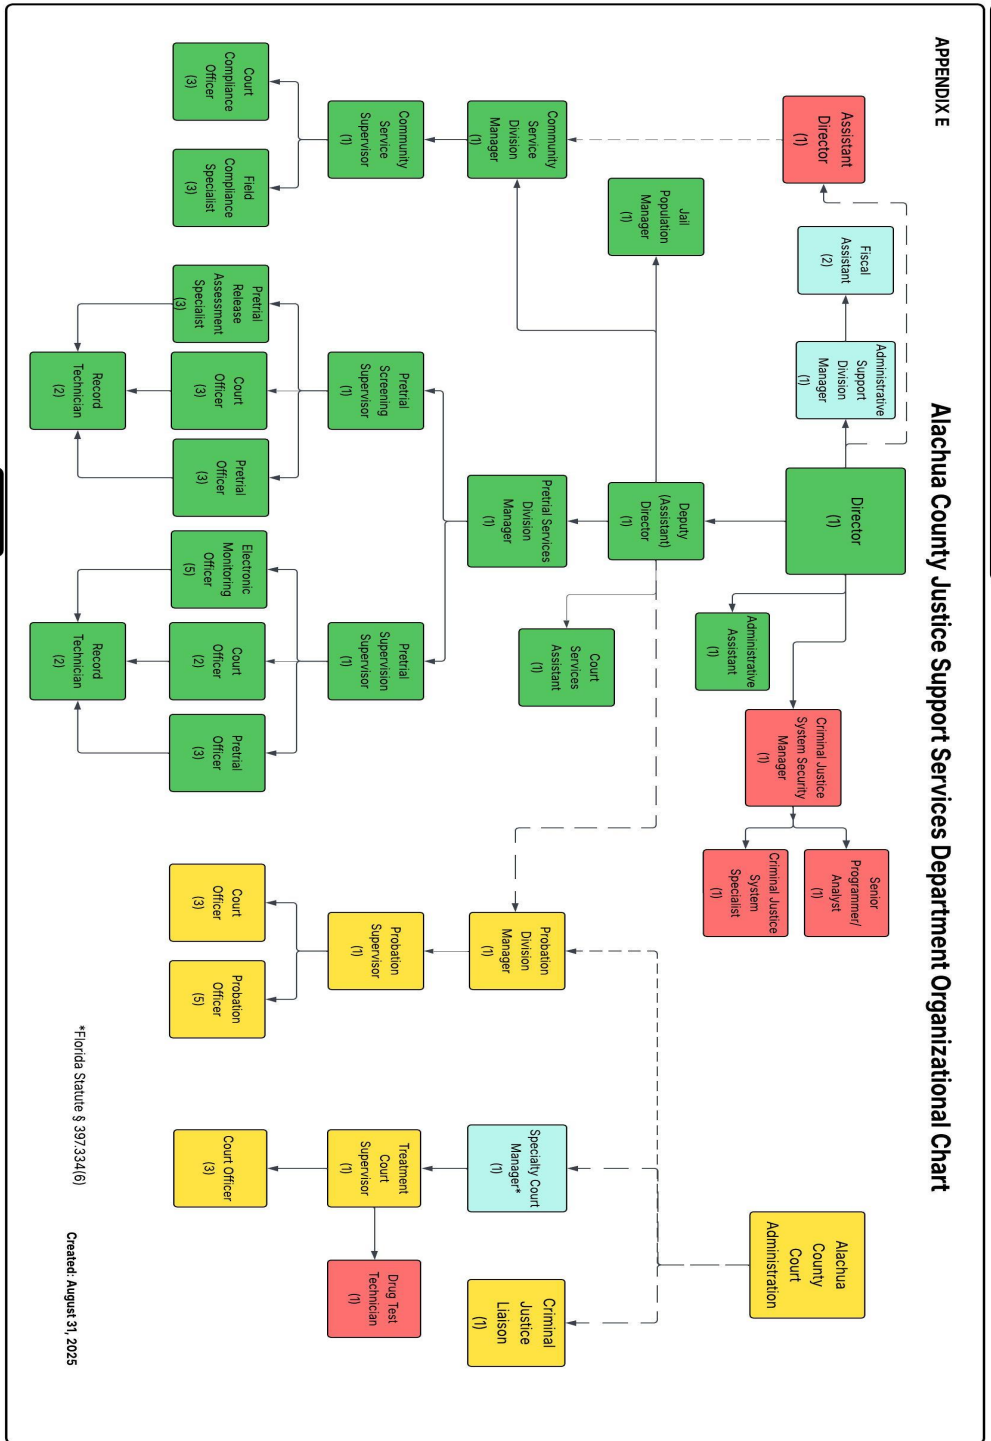 APPENDIX E
Alachua County Justice Support Services Department Organizational Chart
Assistant
Director
(1)
Fiscal
Assistant
(2)
Administrative
Support
Division
Manager
(1)
Director
(1)
Administrative
Assistant
(1)
Criminal Justice
System Security
Manager
(1)
Senior
Programmer/
Analyst
(1)
Criminal Justice
System
Specialist
(1)
Alachua
County
Court
Administration
Jail
Population
Manager
(1)
Deputy
(Assistant)
Director
(1)
Court
Services
Assistant
(1)
Community
Service
Division
Manager
(1)
Pretrial Services
Division
Manager
(1)
Probation
Division
Manager
(1)
Specialty Court
Manager*
(1)
Criminal
Justice
Liaison
(1)
Community
Service
Supervisor
(1)
Pretrial
Screening
Supervisor
(1)
Pretrial
Supervision
Supervisor
(1)
Probation
Supervisor
(1)
Treatment
Court
Supervisor
(1)
Drug Test
Technician
(1)
Court
Compliance
Officer
(3)
Field
Compliance
Specialist
(3)
Pretrial
Release
Assessment
Specialist
(3)
Court
Officer
(3)
Pretrial
Officer
(3)
Electronic
Monitoring
Officer
(5)
Court
Officer
(2)
Pretrial
Officer
(3)
Court
Officer
(3)
Probation
Officer
(5)
Court Officer
(3)
Record
Technician
(2)
Record
Technician
(2)
*Florida Statute § 397.334(6)
Created: August 31, 2025